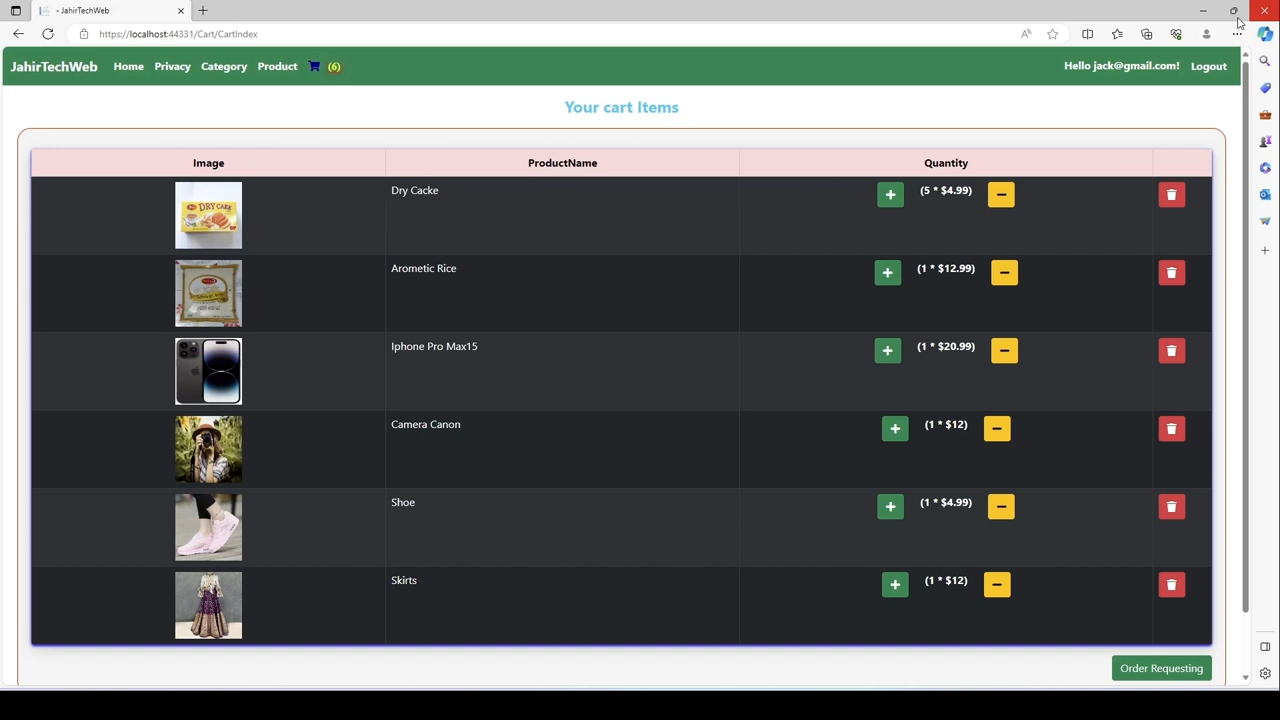 - JahirTechWeb
https://localhost:44331/Cart/CartIndex
JahirTechWeb Home Privacy Category Product (6) Hello jack@gmail.com! Logout
Your cart Items
Image ProductName Quantity
DRY CAKE
Dry Cacke (5 * $4.99)
Arometic Rice (1 * $12.99)
Iphone Pro Max15 (1 * $20.99)
Camera Canon (1 * $12)
Shoe (1 * $4.99)
Skirts (1 * $12)
Order Requesting